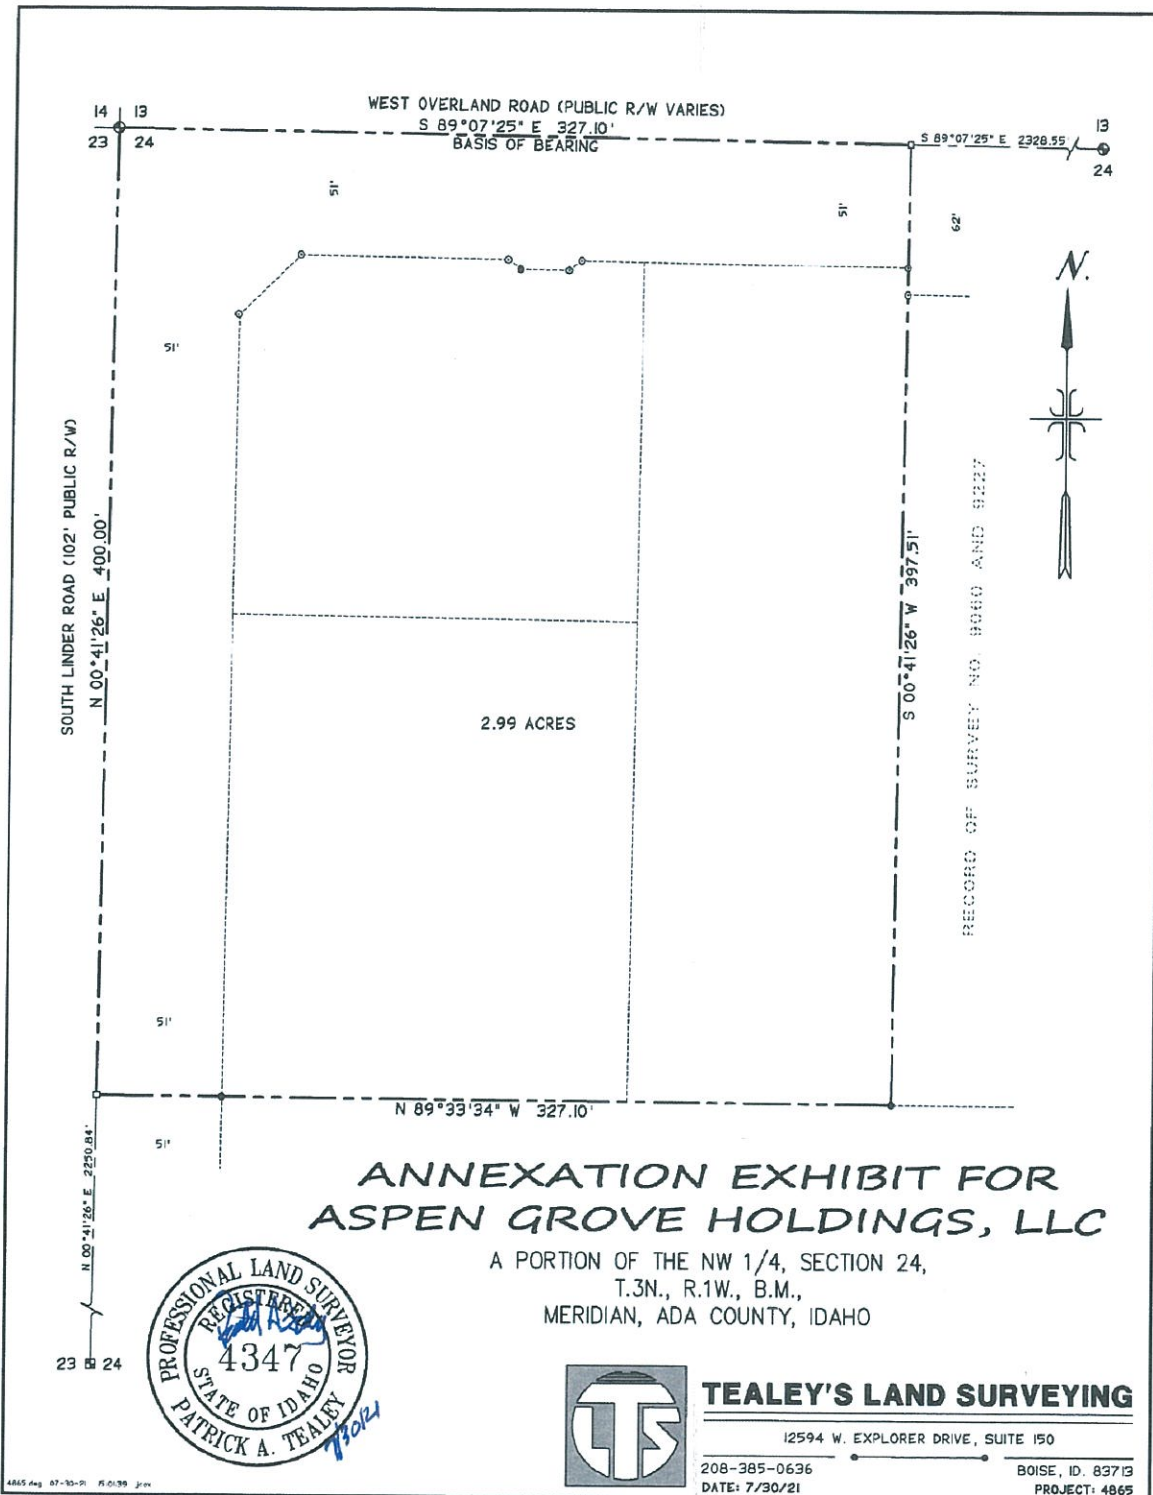 WEST OVERLAND ROAD (PUBLIC R/W VARIES)
14 13
S 89°07'25" E 327.10'
23 24
BASIS OF BEARING
S 89°07'25" E 2328.55'
13
24
51'
51'
62'
N.
51'
SOUTH LINDER ROAD (102' PUBLIC R/W)
N 00°41'26" E 400.00'
S 00°41'26" W 397.51'
RECORD OF SURVEY NO. 9060 AND 9227
2.99 ACRES
51'
N 89°33'34" W 327.10'
51'
N 00°41'26" E 2250.84'
23 24
ANNEXATION EXHIBIT FOR
ASPEN GROVE HOLDINGS, LLC
A PORTION OF THE NW 1/4, SECTION 24,
T.3N., R.1W., B.M.,
MERIDIAN, ADA COUNTY, IDAHO
PROFESSIONAL LAND SURVEYOR
REGISTERED
4347
STATE OF IDAHO
PATRICK A. TEALEY
7/30/21
LTS
TEALEY'S LAND SURVEYING
12594 W. EXPLORER DRIVE, SUITE 150
208-385-0636
BOISE, ID. 83713
DATE: 7/30/21
PROJECT: 4865